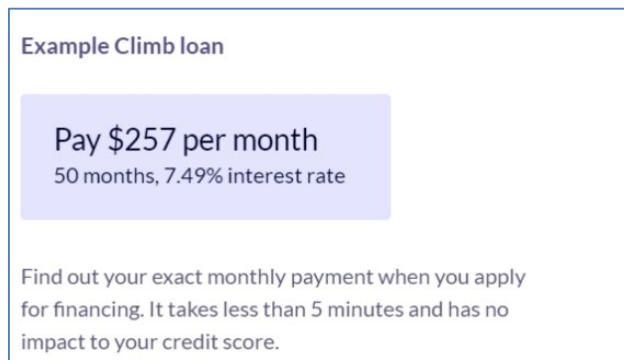 Example Climb loan
Pay $257 per month
50 months, 7.49% interest rate
Find out your exact monthly payment when you apply
for financing. It takes less than 5 minutes and has no
impact to your credit score.